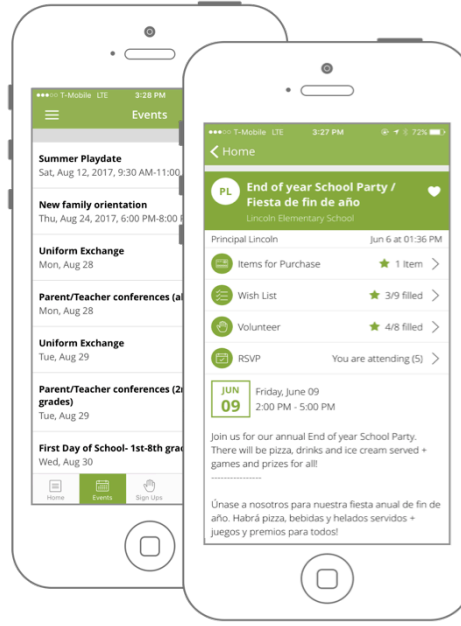 T-Mobile LTE 3:28 PM
Events
Summer Playdate
Sat, Aug 12, 2017, 9:30 AM-11:00
New family orientation
Thu, Aug 24, 2017, 6:00 PM-8:00
Uniform Exchange
Mon, Aug 28
Parent/Teacher conferences
Mon, Aug 28
Uniform Exchange
Tue, Aug 29
Parent/Teacher conferences
grades)
Tue, Aug 29
First Day of School- 1st-8th
Wed, Aug 30
Home Events Sign Ups
T-Mobile LTE 3:27 PM 72%
Home
PL
End of year School Party /
Fiesta de fin de año
Lincoln Elementary School
Principal Lincoln Jun 6 at 01:36 PM
Items for Purchase 1 Item
Wish List 3/9 filled
Volunteer 4/8 filled
RSVP You are attending (5)
JUN
09
Friday, June 09
2:00 PM - 5:00 PM
Join us for our annual End of year School Party.
There will be pizza, drinks and ice cream served +
games and prizes for all!
----------------
Únase a nosotros para nuestra fiesta anual de fin de
año. Habrá pizza, bebidas y helados servidos +
juegos y premios para todos!